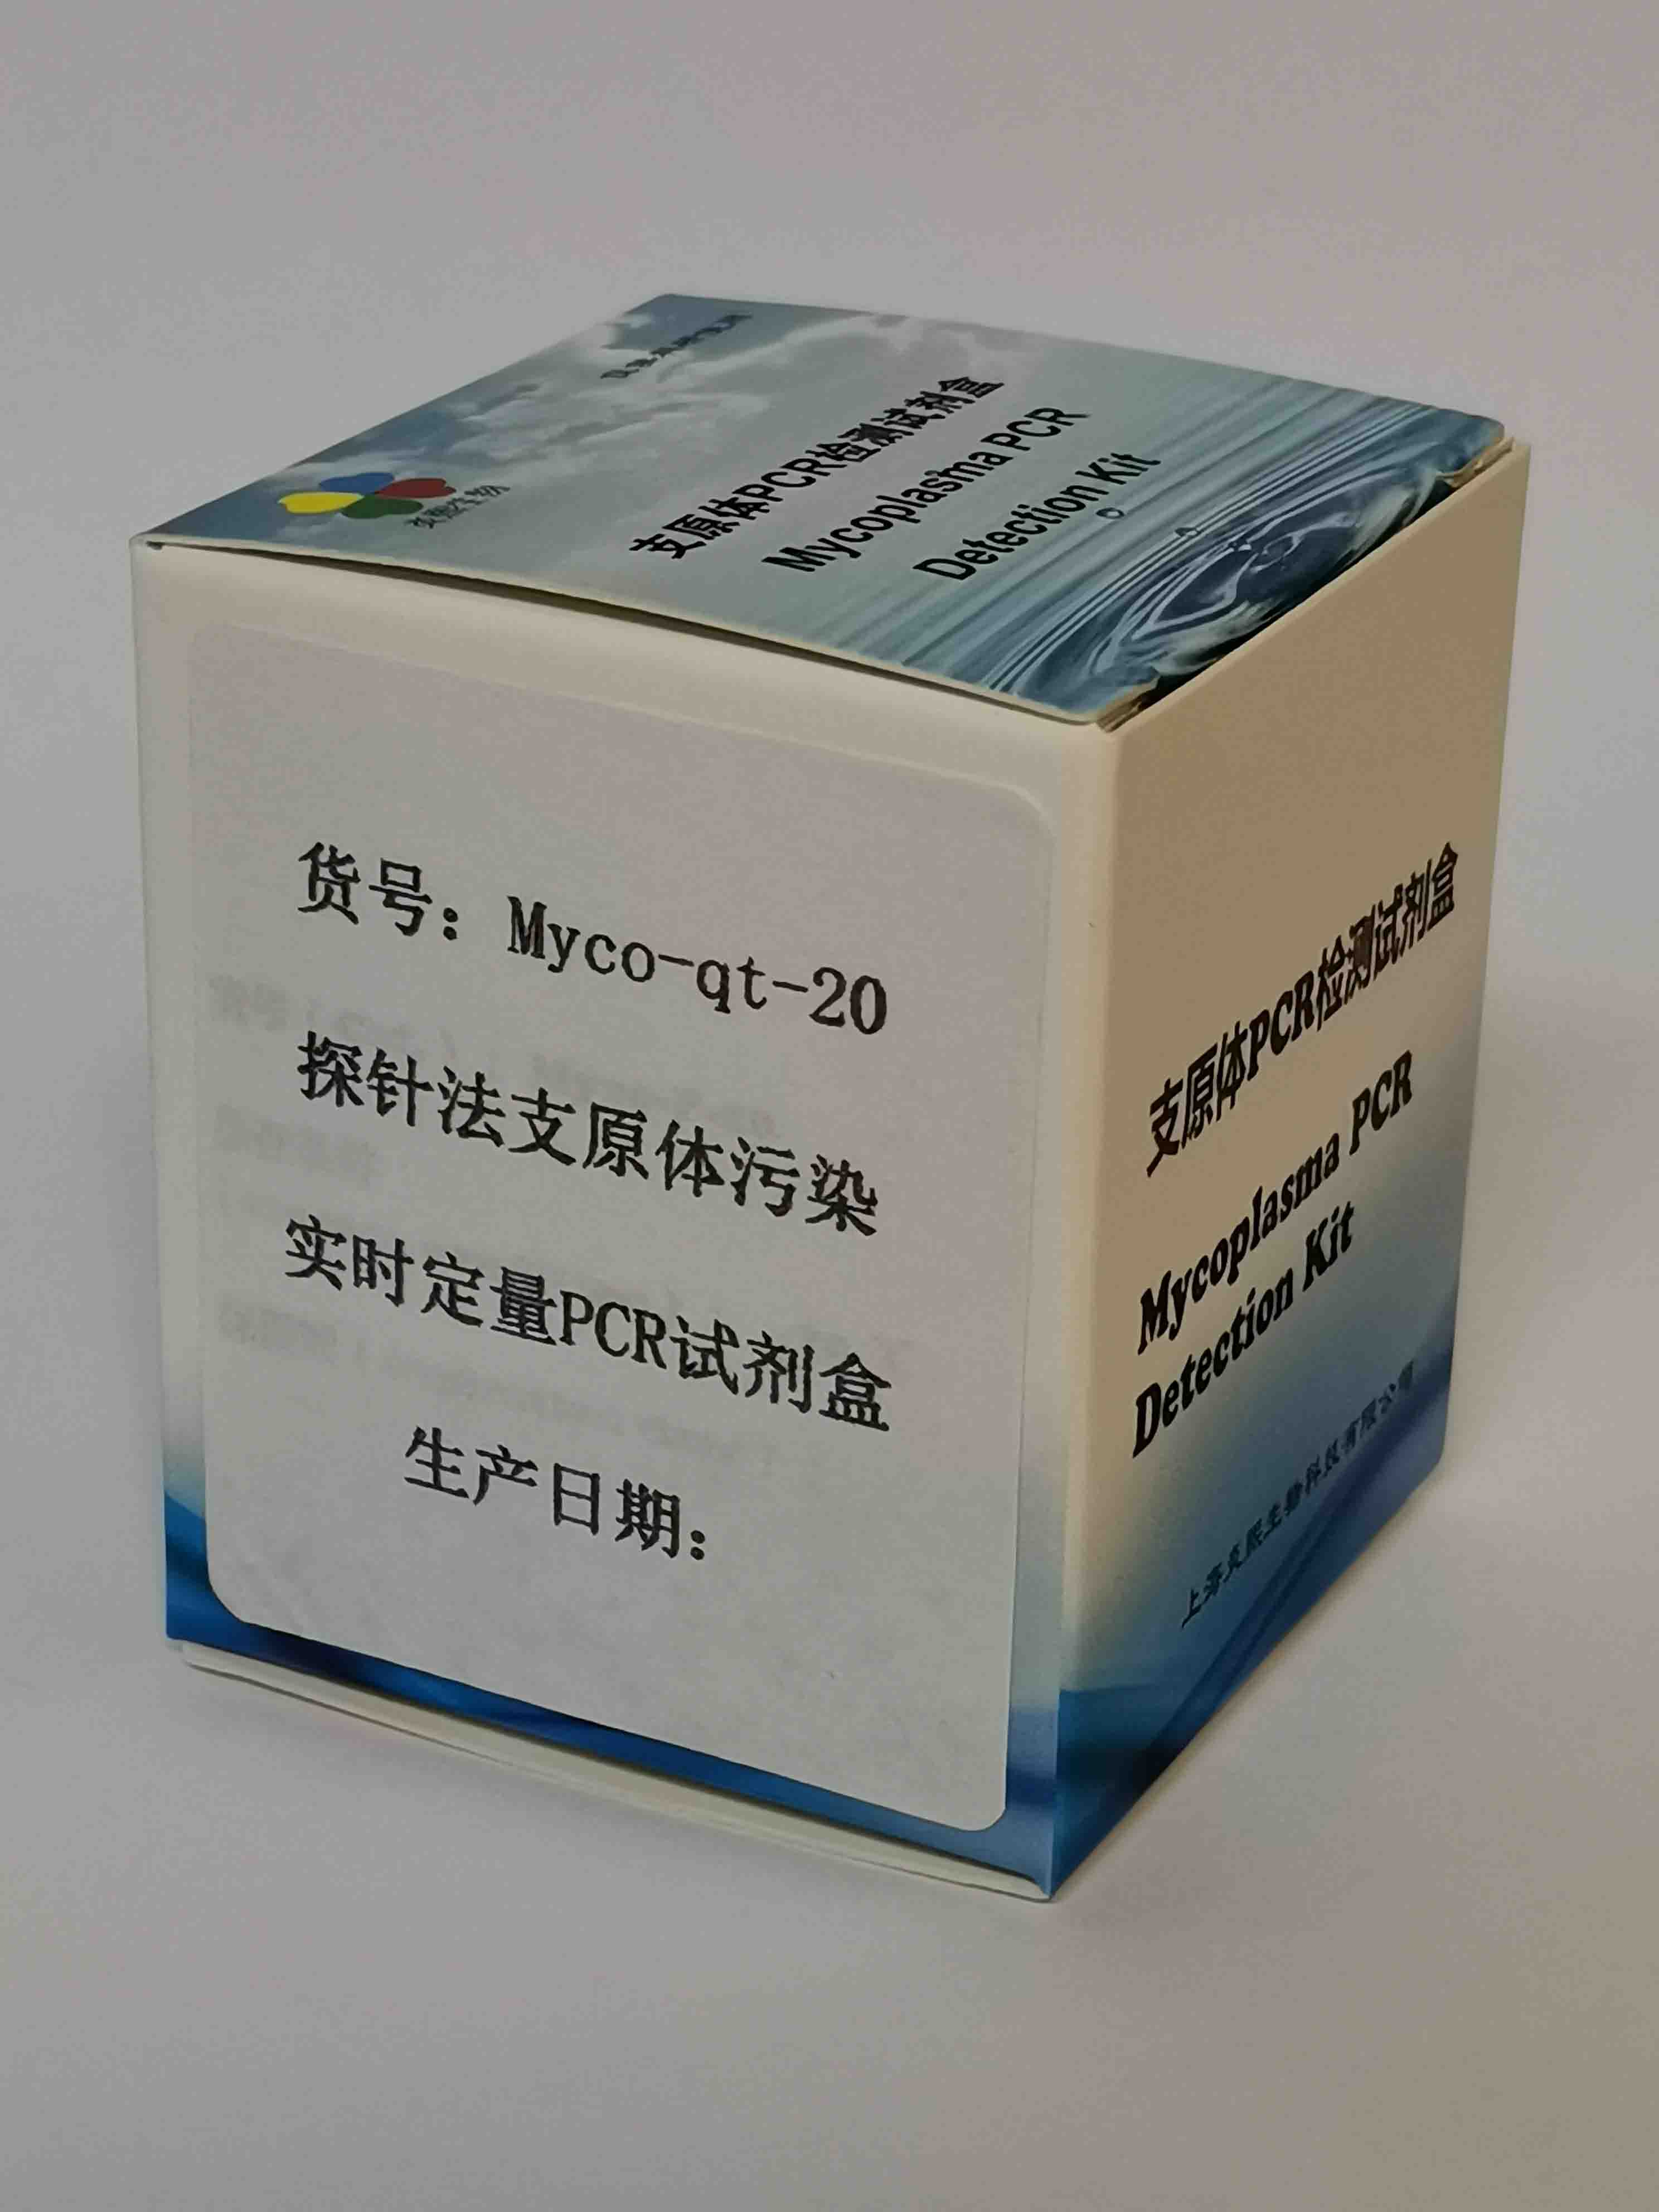 支原体PCR检测试剂盒
Mycoplasma PCR
Detection Kit
货号：Myco-qt-20
探针法支原体污染
实时定量PCR试剂盒
生产日期：
支原体PCR检测试剂盒
Mycoplasma PCR
Detection Kit